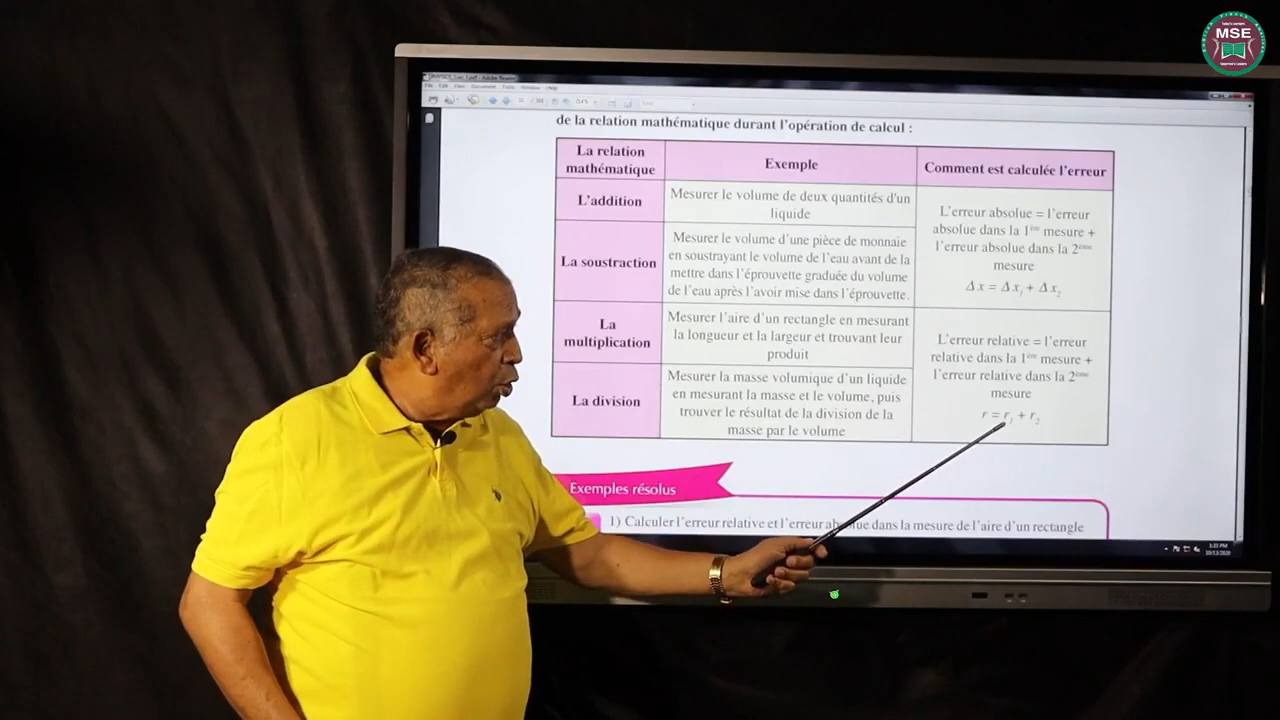 MSE
File Edit View Document Tools Window Help
de la relation mathématique durant l'opération de calcul :
La relation
mathématique
Exemple
Comment est calculée l'erreur
L'addition
Mesurer le volume de deux quantités d'un
liquide
La soustraction
Mesurer le volume d'une pièce de monnaie
en soustrayant le volume de l'eau avant de la
mettre dans l'éprouvette graduée du volume
de l'eau après l'avoir mise dans l'éprouvette.
L'erreur absolue = l'erreur
absolue dans la 1ère mesure +
l'erreur absolue dans la 2ème
mesure
Δx = Δx₁ + Δx₂
La
multiplication
Mesurer l'aire d'un rectangle en mesurant
la longueur et la largeur et trouvant leur
produit
La division
Mesurer la masse volumique d'un liquide
en mesurant la masse et le volume, puis
trouver le résultat de la division de la
masse par le volume
L'erreur relative = l'erreur
relative dans la 1ère mesure +
l'erreur relative dans la 2ème
mesure
r = r₁ + r₂
Exemples résolus
1) Calculer l'erreur relative et l'erreur absolue dans la mesure de l'aire d'un rectangle